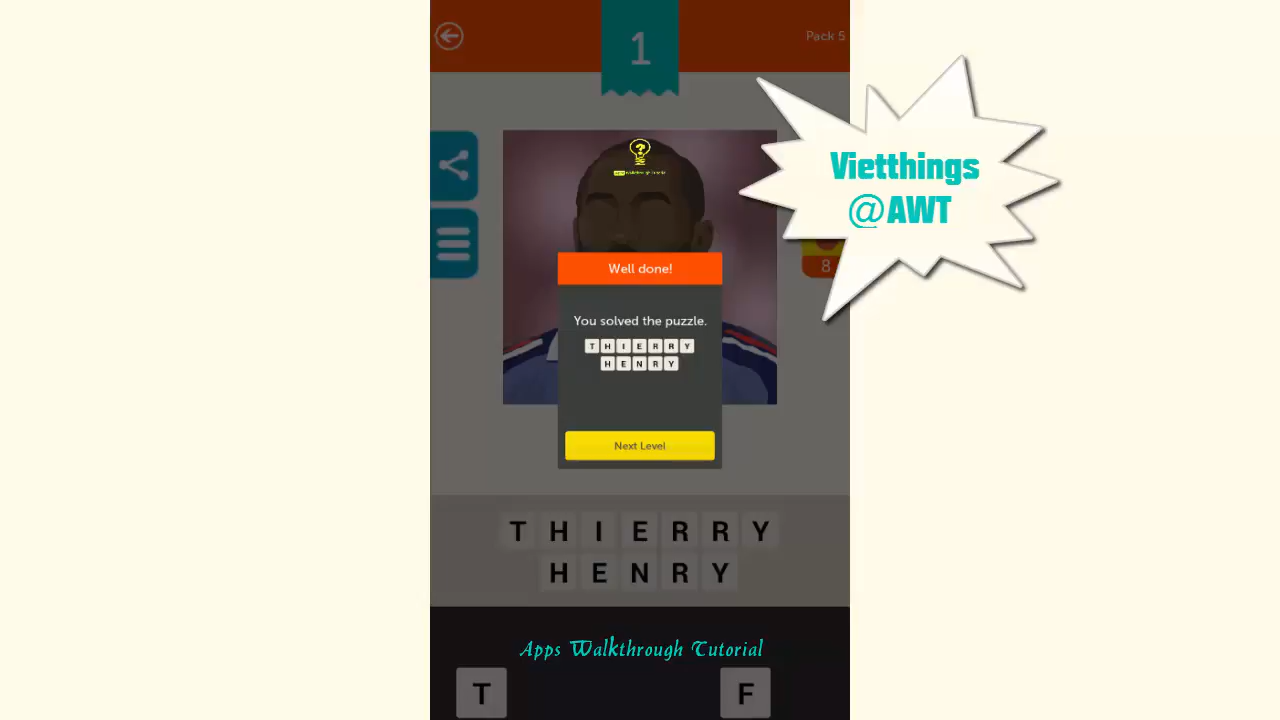 1
Pack 5
Vietthings
@AWT
8
Well done!
You solved the puzzle.
THIERRY
HENRY
Next Level
THIERRY
HENRY
Apps Walkthrough Tutorial
T F